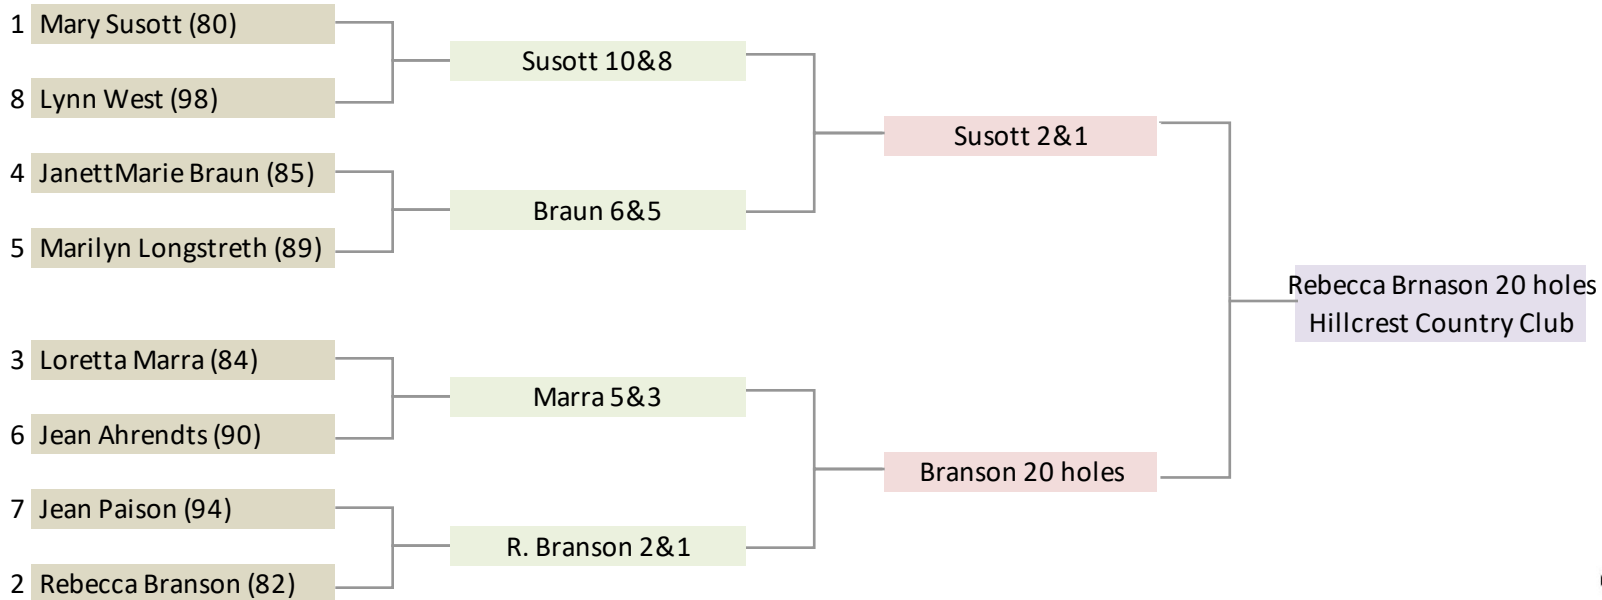 1 Mary Susott (80)
Susott 10&8
8 Lynn West (98)
Susott 2&1
4 JanettMarie Braun (85)
Braun 6&5
5 Marilyn Longstreth (89)
Rebecca Brnason 20 holes
Hillcrest Country Club
3 Loretta Marra (84)
Marra 5&3
6 Jean Ahrendts (90)
Branson 20 holes
7 Jean Paison (94)
R. Branson 2&1
2 Rebecca Branson (82)